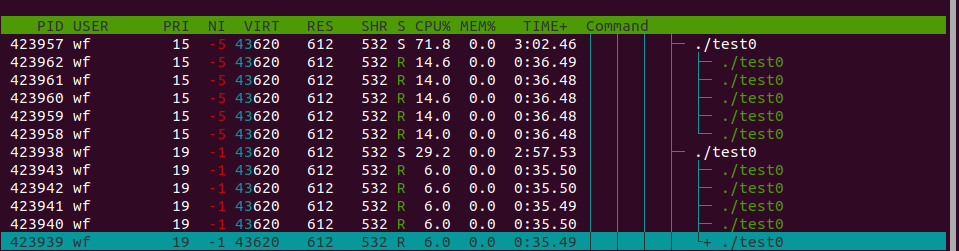 PID USER PRI NI VIRT RES SHR S CPU% MEM% TIME+ Command
423957 wf 15 -5 43620 612 532 S 71.8 0.0 3:02.46 ./test0
423962 wf 15 -5 43620 612 532 R 14.6 0.0 0:36.49 ./test0
423961 wf 15 -5 43620 612 532 R 14.0 0.0 0:36.48 ./test0
423960 wf 15 -5 43620 612 532 R 14.6 0.0 0:36.48 ./test0
423959 wf 15 -5 43620 612 532 R 14.0 0.0 0:36.48 ./test0
423958 wf 15 -5 43620 612 532 R 14.0 0.0 0:36.48 ./test0
423938 wf 19 -1 43620 612 532 S 29.2 0.0 2:57.53 ./test0
423943 wf 19 -1 43620 612 532 R 6.0 0.0 0:35.50 ./test0
423942 wf 19 -1 43620 612 532 R 6.6 0.0 0:35.50 ./test0
423941 wf 19 -1 43620 612 532 R 6.0 0.0 0:35.49 ./test0
423940 wf 19 -1 43620 612 532 R 6.0 0.0 0:35.50 ./test0
423939 wf 19 -1 43620 612 532 R 6.0 0.0 0:35.49 + ./test0